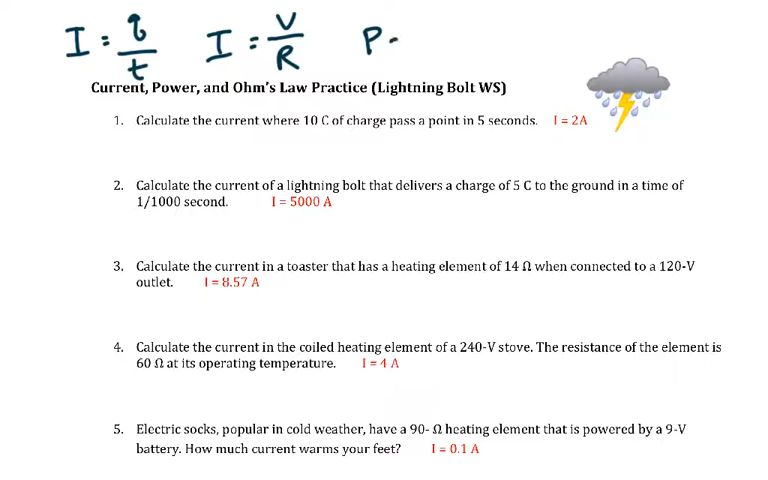 I = q/t I = V/R P -
Current, Power, and Ohm's Law Practice (Lightning Bolt WS)
1. Calculate the current where 10 C of charge pass a point in 5 seconds. I = 2A
2. Calculate the current of a lightning bolt that delivers a charge of 5 C to the ground in a time of
1/1000 second. I = 5000 A
3. Calculate the current in a toaster that has a heating element of 14 Ω when connected to a 120-V
outlet. I = 8.57 A
4. Calculate the current in the coiled heating element of a 240-V stove. The resistance of the element is
60 Ω at its operating temperature. I = 4 A
5. Electric socks, popular in cold weather, have a 90- Ω heating element that is powered by a 9-V
battery. How much current warms your feet? I = 0.1 A